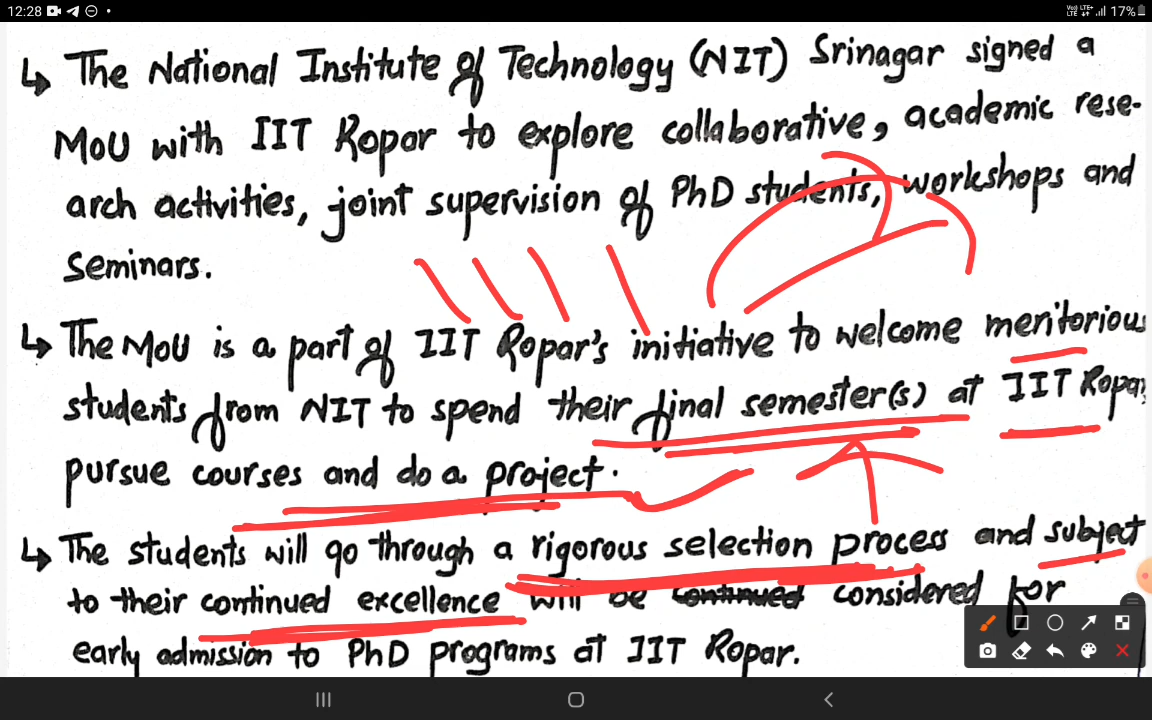 12:28
17%
↳ The National Institute of Technology (NIT) Srinagar signed a
MoU with IIT Ropar to explore collaborative, academic rese-
arch activities, joint supervision of PhD students, workshops and
Seminars.
↳ The MoU is a part of IIT Ropar's initiative to welcome meritorious
students from NIT to spend their final semester(s) at IIT Ropar,
pursue courses and do a project.
↳ The students will go through a rigorous selection process and subject
to their continued excellence will be continued considered for
early admission to PhD programs at IIT Ropar.